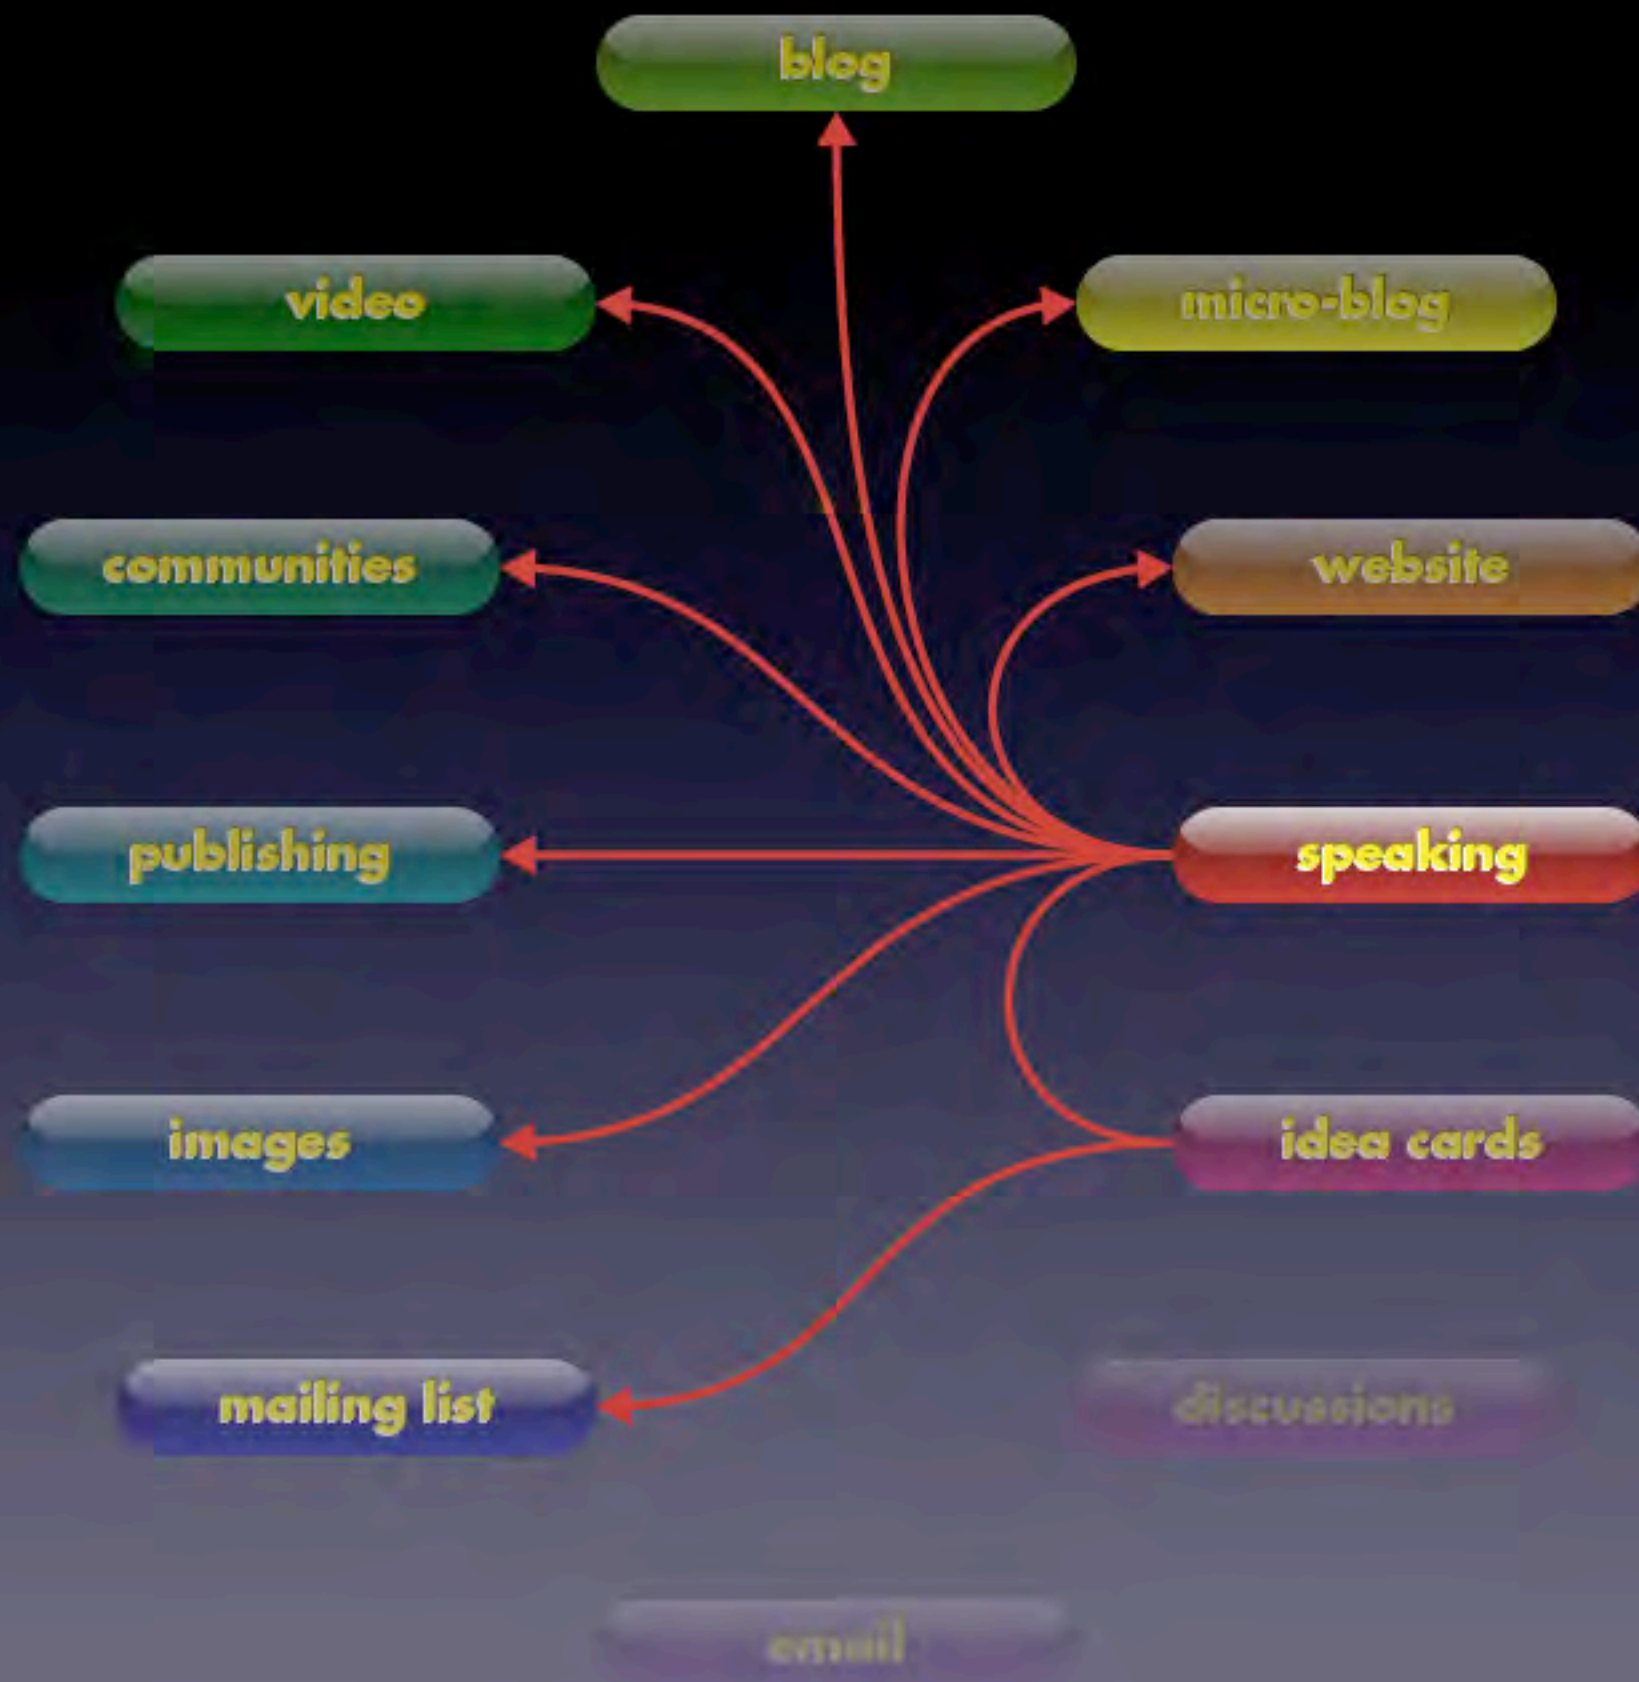 blog
video
micro-blog
communities
website
publishing
speaking
images
idea cards
mailing list
discussions
email